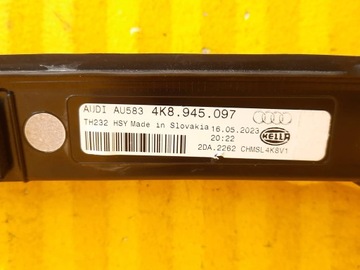 AUDI AU583 4K8.945.097
TH232 HSY Made in Slovakia 16.05.2023
20:22
HELLA
2DA.2262 CHMSL4K8V1